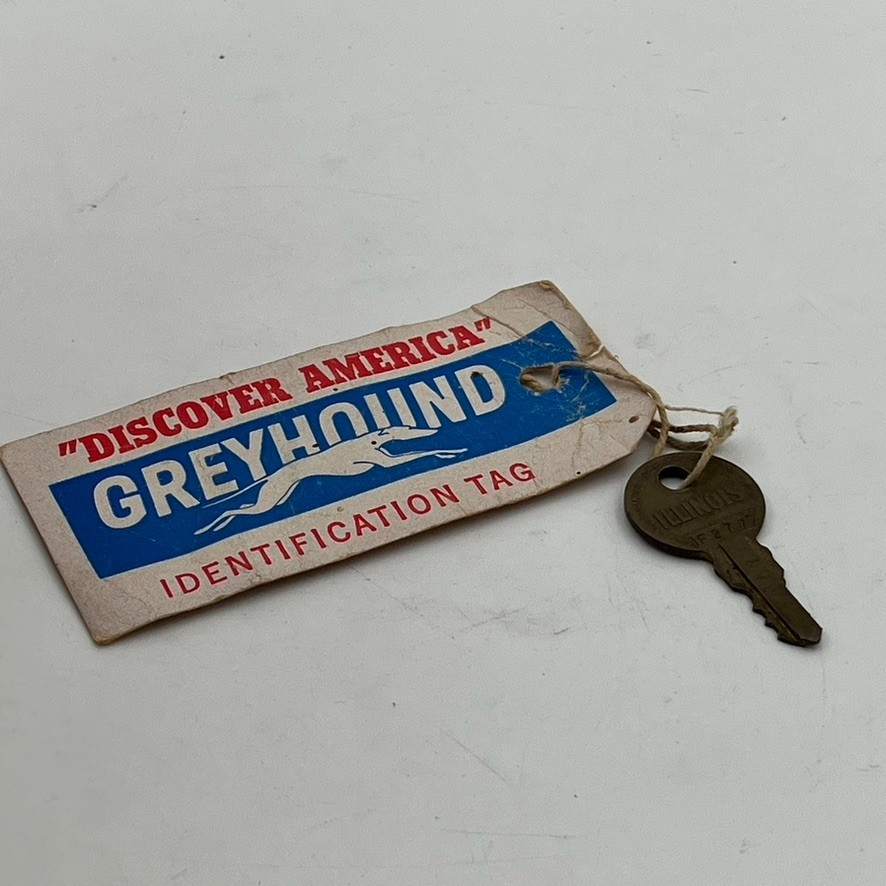 "DISCOVER AMERICA"
GREYHOUND
IDENTIFICATION TAG
ILLINOIS